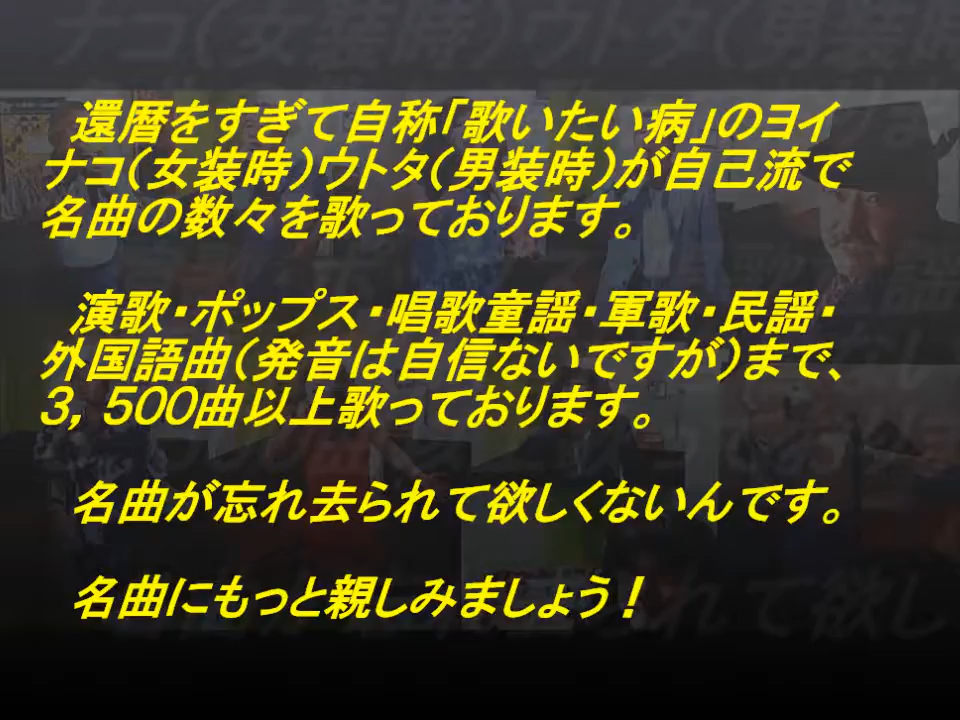 還暦をすぎて自称｢歌いたい病｣のヨイ
ナコ（女装時）ウトタ（男装時）が自己流で
名曲の数々を歌っております。
演歌・ポップス・唱歌童謡・軍歌・民謡・
外国語曲（発音は自信ないですが）まで、
３，５００曲以上歌っております。
名曲が忘れ去られて欲しくないんです。
名曲にもっと親しみましょう！